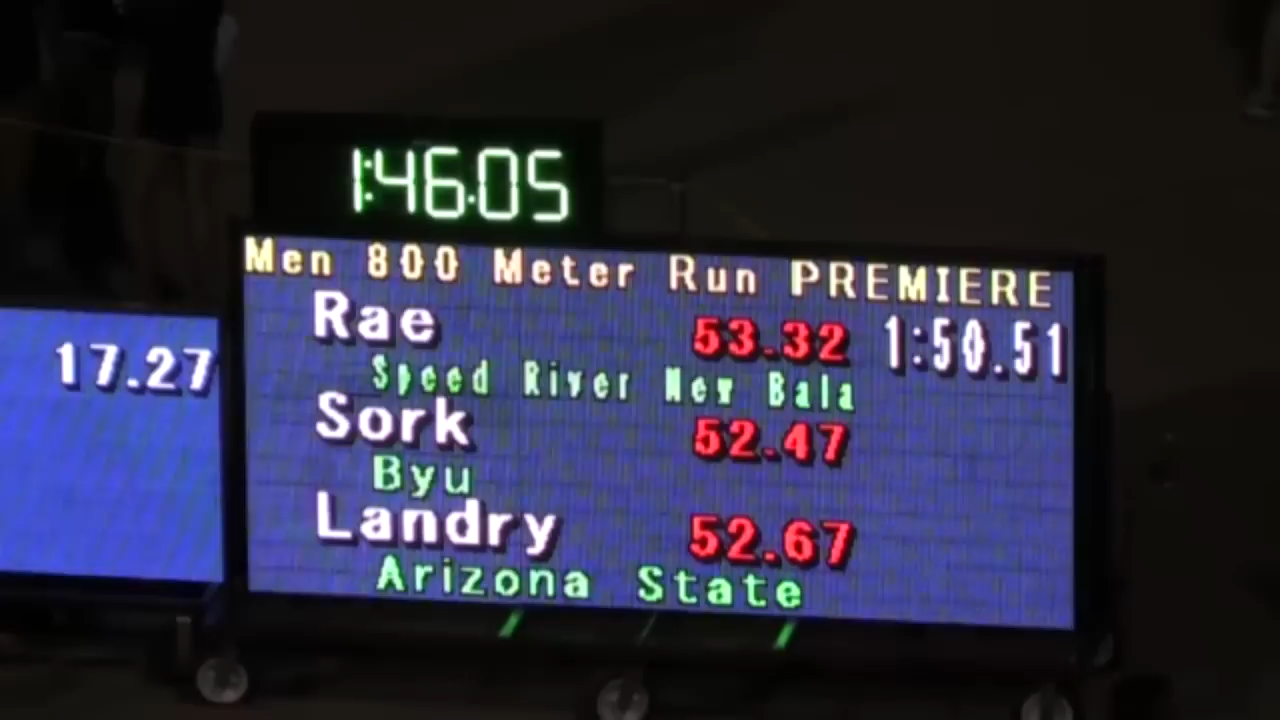 1:46.05
Men 800 Meter Run PREMIERE
Rae 53.32 1:50.51
Speed River New Bala
Sork 52.47
Byu
Landry 52.67
Arizona State
17.27